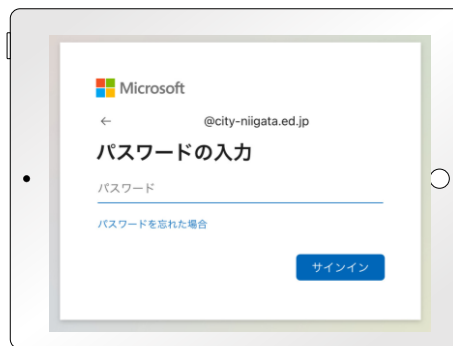 Microsoft
← @city-niigata.ed.jp
パスワードの入力
パスワード
パスワードを忘れた場合
サインイン